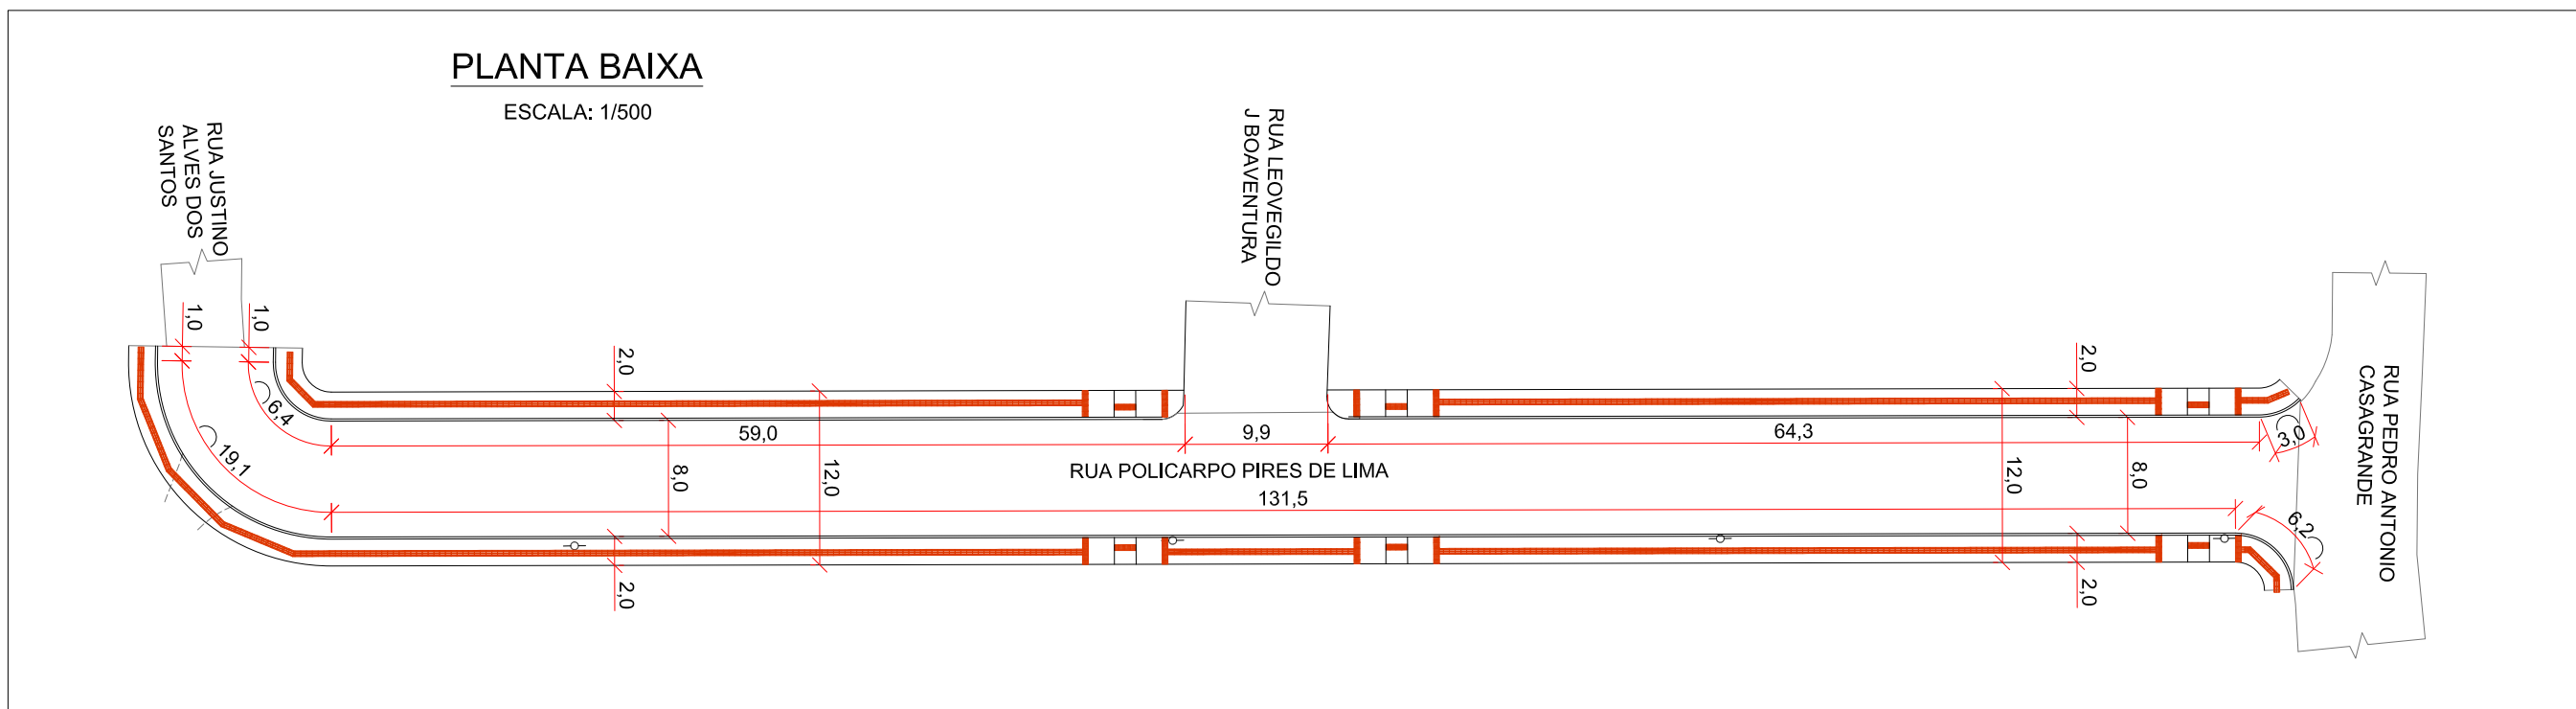 PLANTA BAIXA
ESCALA: 1/500
RUA JUSTINO
ALVES DOS
SANTOS
RUA LEOVEGILDO
J BOAVENTURA
RUA PEDRO ANTONIO
CASAGRANDE
1,0
1,0
2,0
2,0
6,4
19,1
59,0
9,9
64,3
3,0
8,0
12,0
RUA POLICARPO PIRES DE LIMA
12,0
8,0
131,5
6,2
2,0
2,0